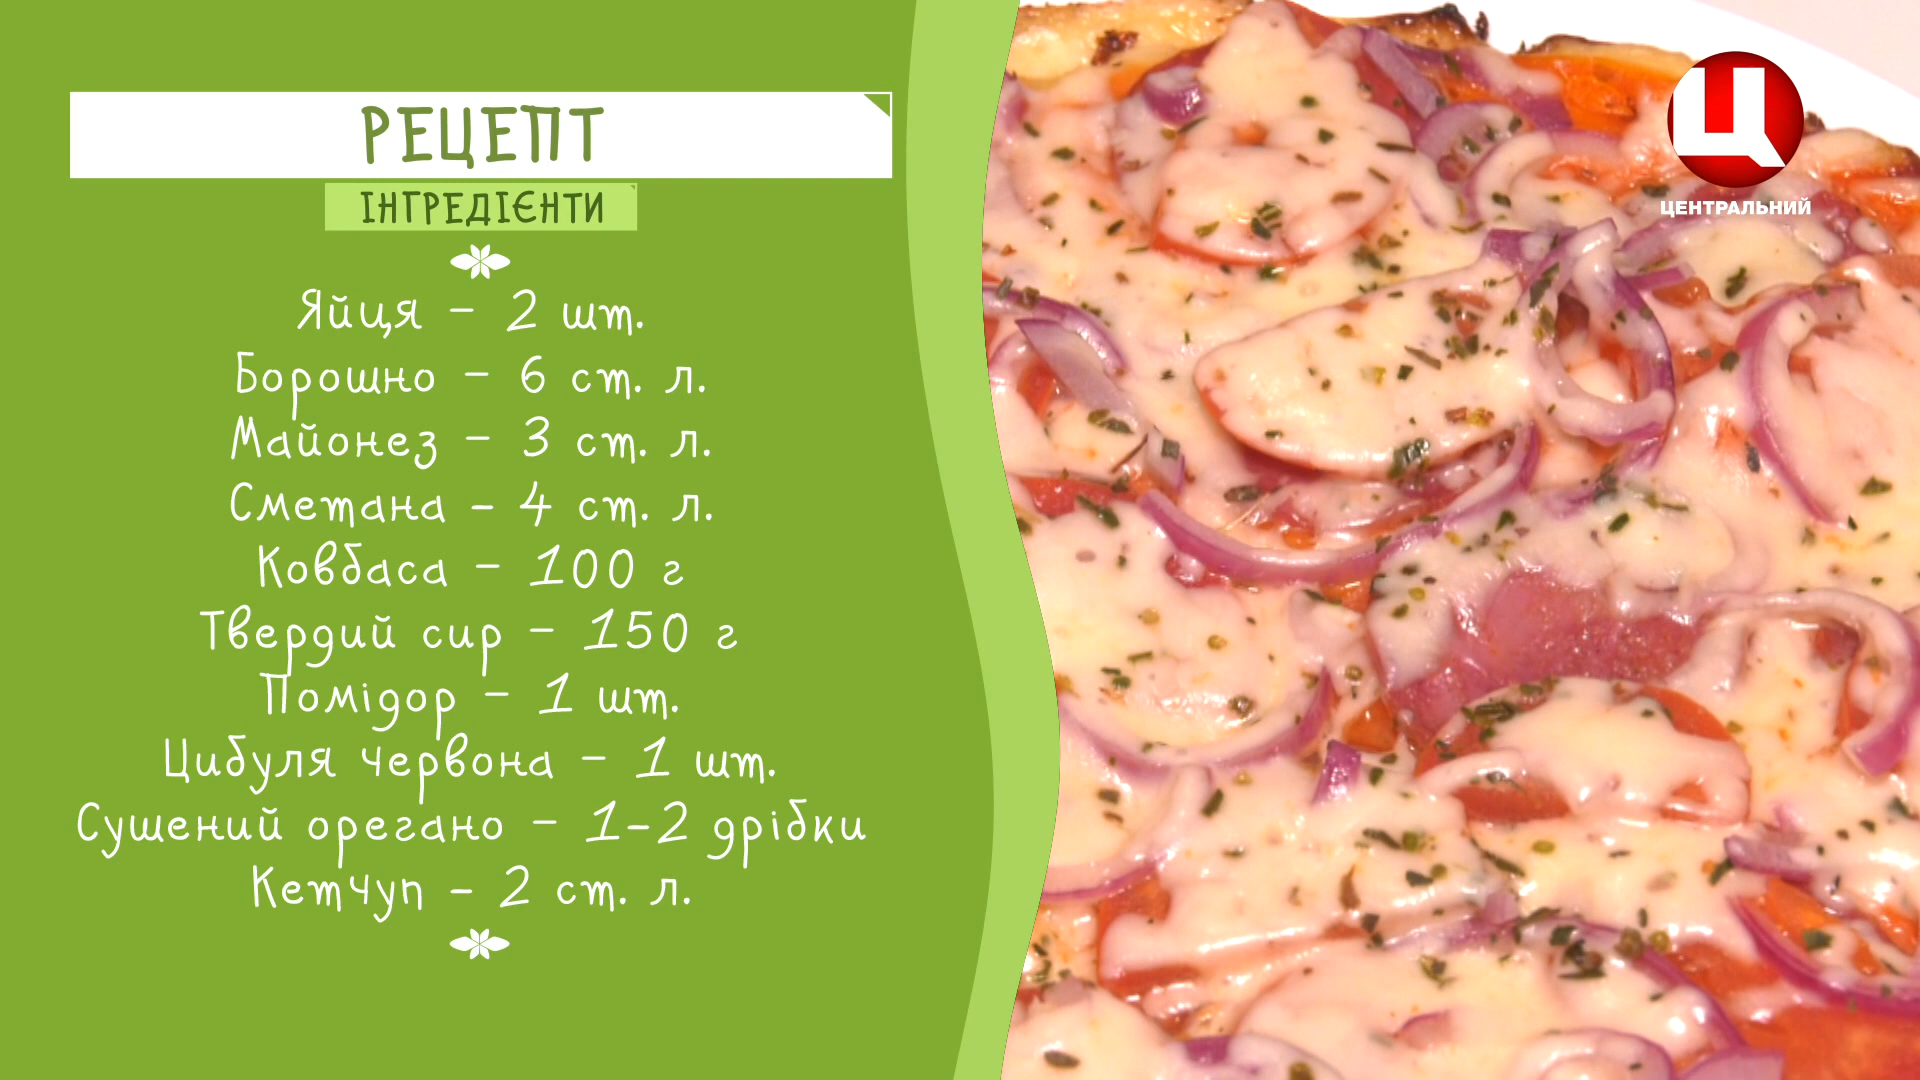 РЕЦЕПТ
ІНГРЕДІЄНТИ
Яйця – 2 шт.
Борошно – 6 ст. л.
Майонез – 3 ст. л.
Сметана – 4 ст. л.
Ковбаса – 100 г
Твердий сир – 150 г
Помідор – 1 шт.
Цибуля червона – 1 шт.
Сушений орегано – 1-2 дрібки
Кетчуп – 2 ст. л.
Ц
ЦЕНТРАЛЬНИЙ